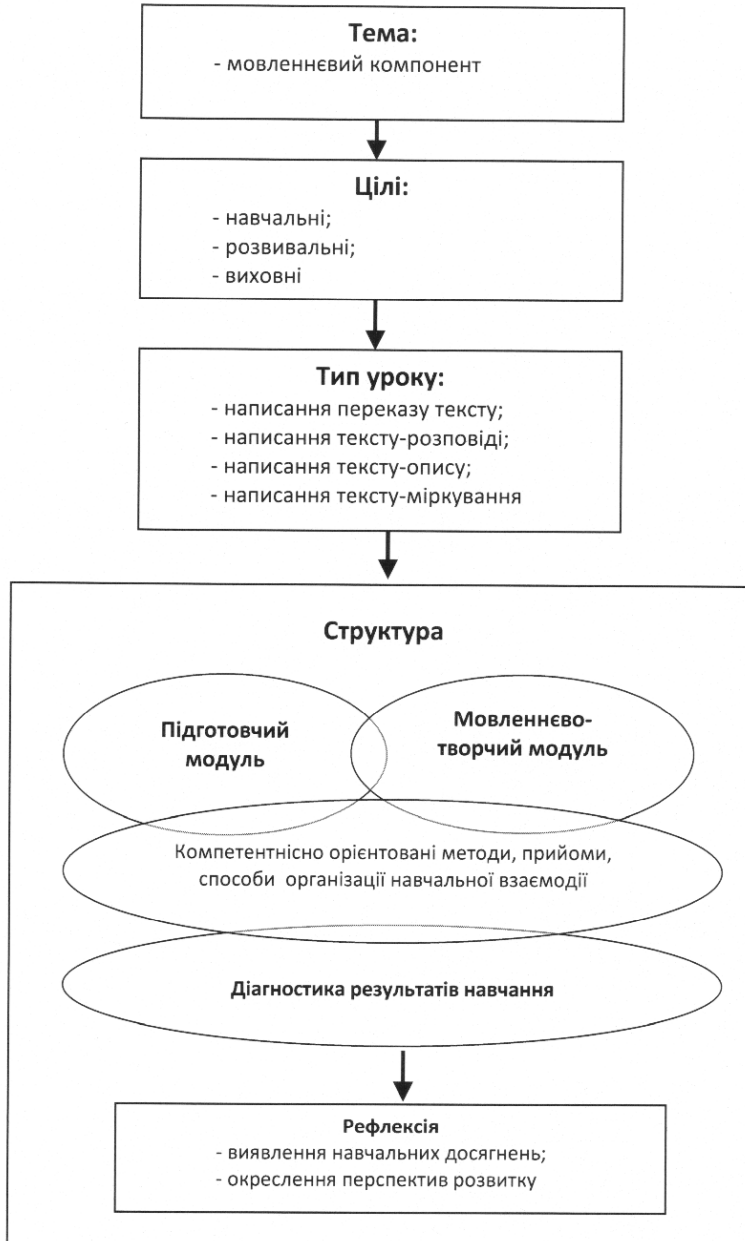 Тема:
- мовленнєвий компонент
Цілі:
- навчальні;
- розвивальні;
- виховні
Тип уроку:
- написання переказу тексту;
- написання тексту-розповіді;
- написання тексту-опису;
- написання тексту-міркування
Структура
Підготовчий
модуль
Мовленнєво-
творчий модуль
Компетентнісно орієнтовані методи, прийоми,
способи організації навчальної взаємодії
Діагностика результатів навчання
Рефлексія
- виявлення навчальних досягнень;
- окреслення перспектив розвитку